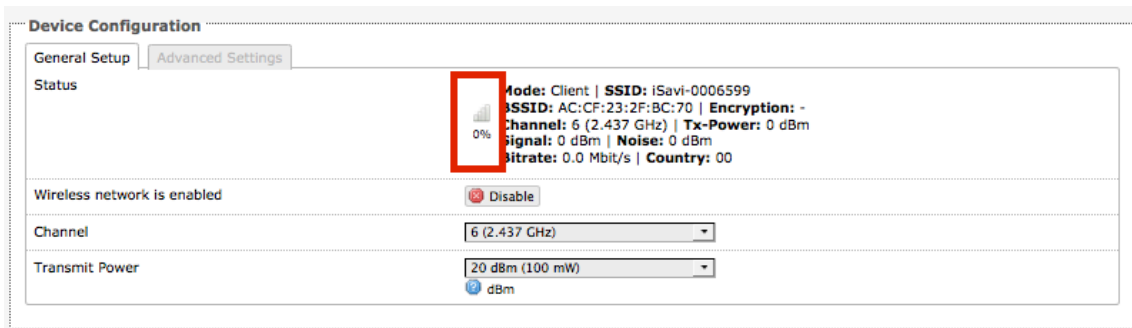 Device Configuration
General Setup
Advanced Settings
Status
Mode: Client | SSID: iSavi-0006599
BSSID: AC:CF:23:2F:BC:70 | Encryption: -
0%
Channel: 6 (2.437 GHz) | Tx-Power: 0 dBm
Signal: 0 dBm | Noise: 0 dBm
Bitrate: 0.0 Mbit/s | Country: 00
Wireless network is enabled
Disable
Channel
6 (2.437 GHz)
Transmit Power
20 dBm (100 mW)
dBm